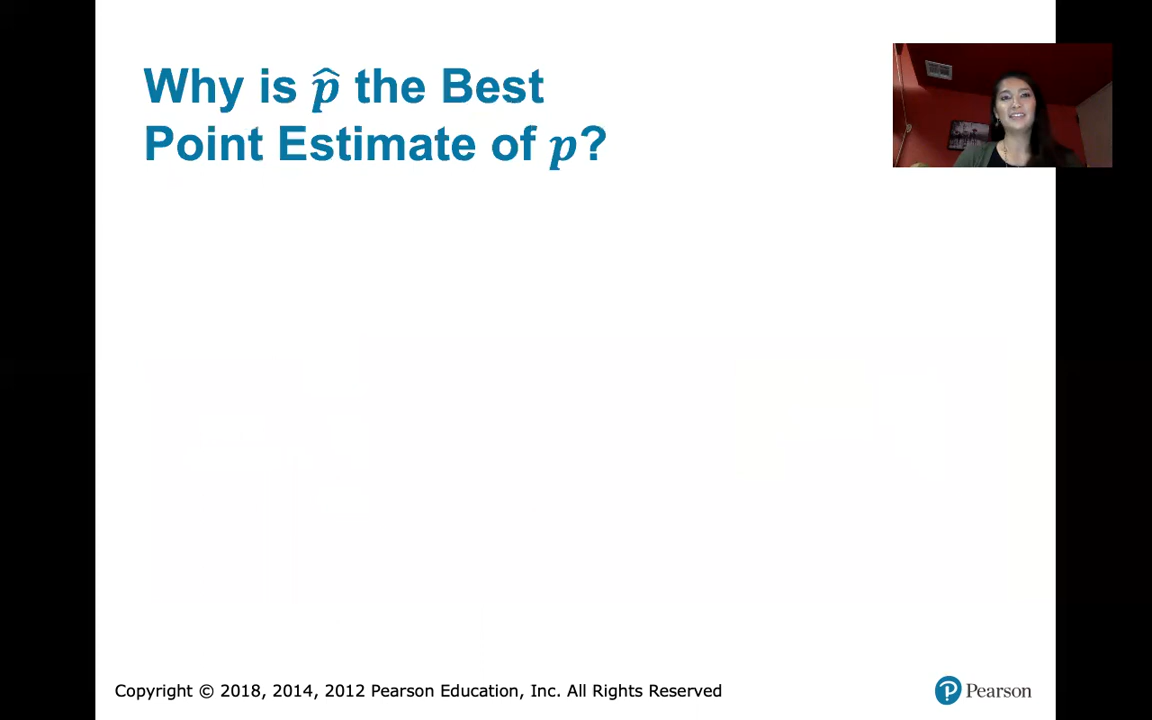 Why is p̂ the Best
Point Estimate of p?
Copyright © 2018, 2014, 2012 Pearson Education, Inc. All Rights Reserved
Pearson